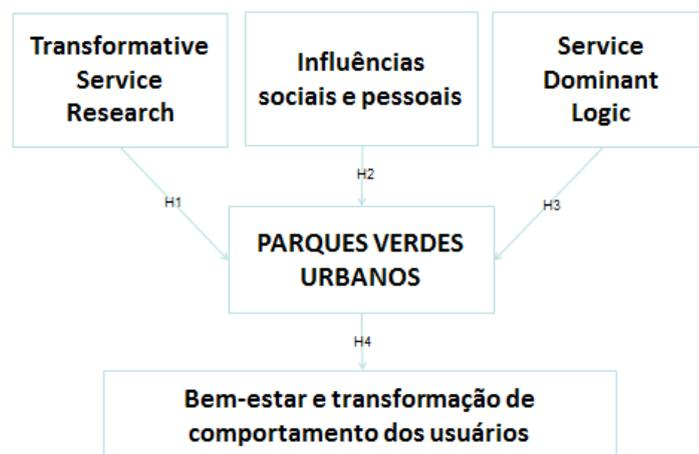 Transformative
Service
Research
Influências
sociais e pessoais
Service
Dominant
Logic
H1
H2
H3
PARQUES VERDES
URBANOS
H4
Bem-estar e transformação de
comportamento dos usuários